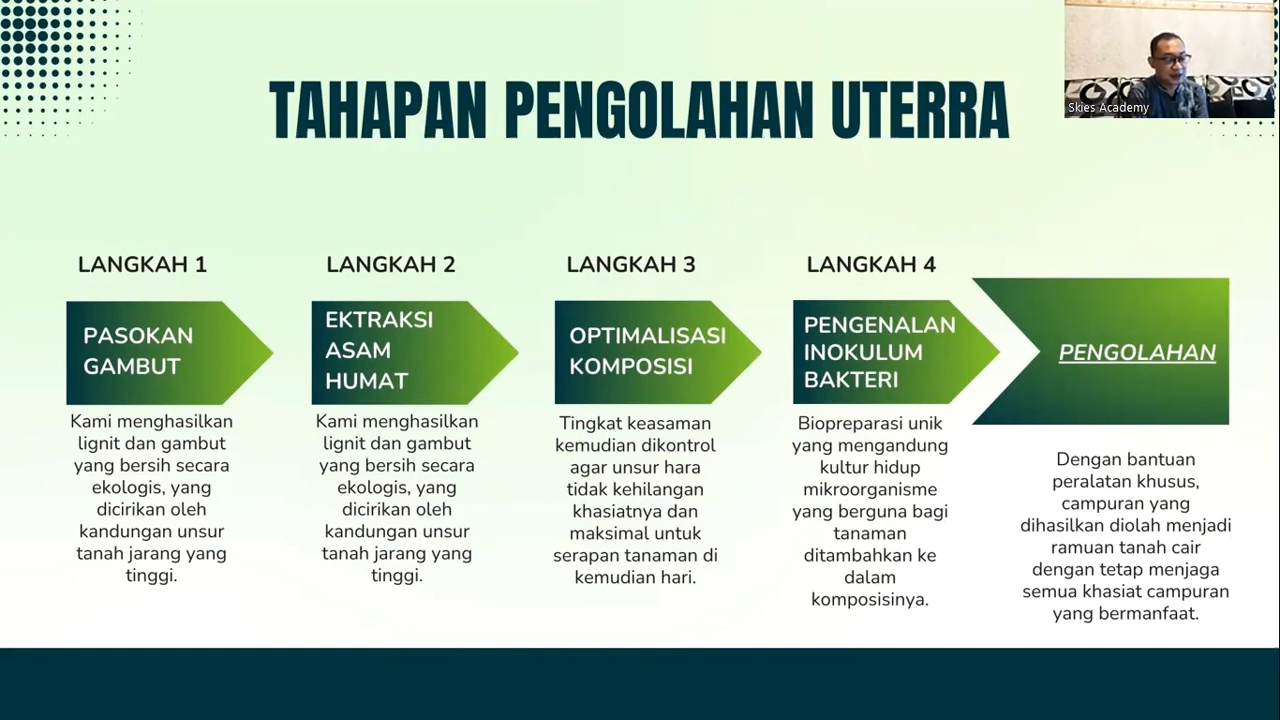 TAHAPAN PENGOLAHAN UTERRA
Skies Academy
LANGKAH 1
PASOKAN
GAMBUT
Kami menghasilkan
lignit dan gambut
yang bersih secara
ekologis, yang
dicirikan oleh
kandungan unsur
tanah jarang yang
tinggi.
LANGKAH 2
EKTRAKSI
ASAM
HUMAT
Kami menghasilkan
lignit dan gambut
yang bersih secara
ekologis, yang
dicirikan oleh
kandungan unsur
tanah jarang yang
tinggi.
LANGKAH 3
OPTIMALISASI
KOMPOSISI
Tingkat keasaman
kemudian dikontrol
agar unsur hara
tidak kehilangan
khasiatnya dan
maksimal untuk
serapan tanaman di
kemudian hari.
LANGKAH 4
PENGENALAN
INOKULUM
BAKTERI
Biopreparasi unik
yang mengandung
kultur hidup
mikroorganisme
yang berguna bagi
tanaman
ditambahkan ke
dalam
komposisinya.
PENGOLAHAN
Dengan bantuan
peralatan khusus,
campuran yang
dihasilkan diolah menjadi
ramuan tanah cair
dengan tetap menjaga
semua khasiat campuran
yang bermanfaat.